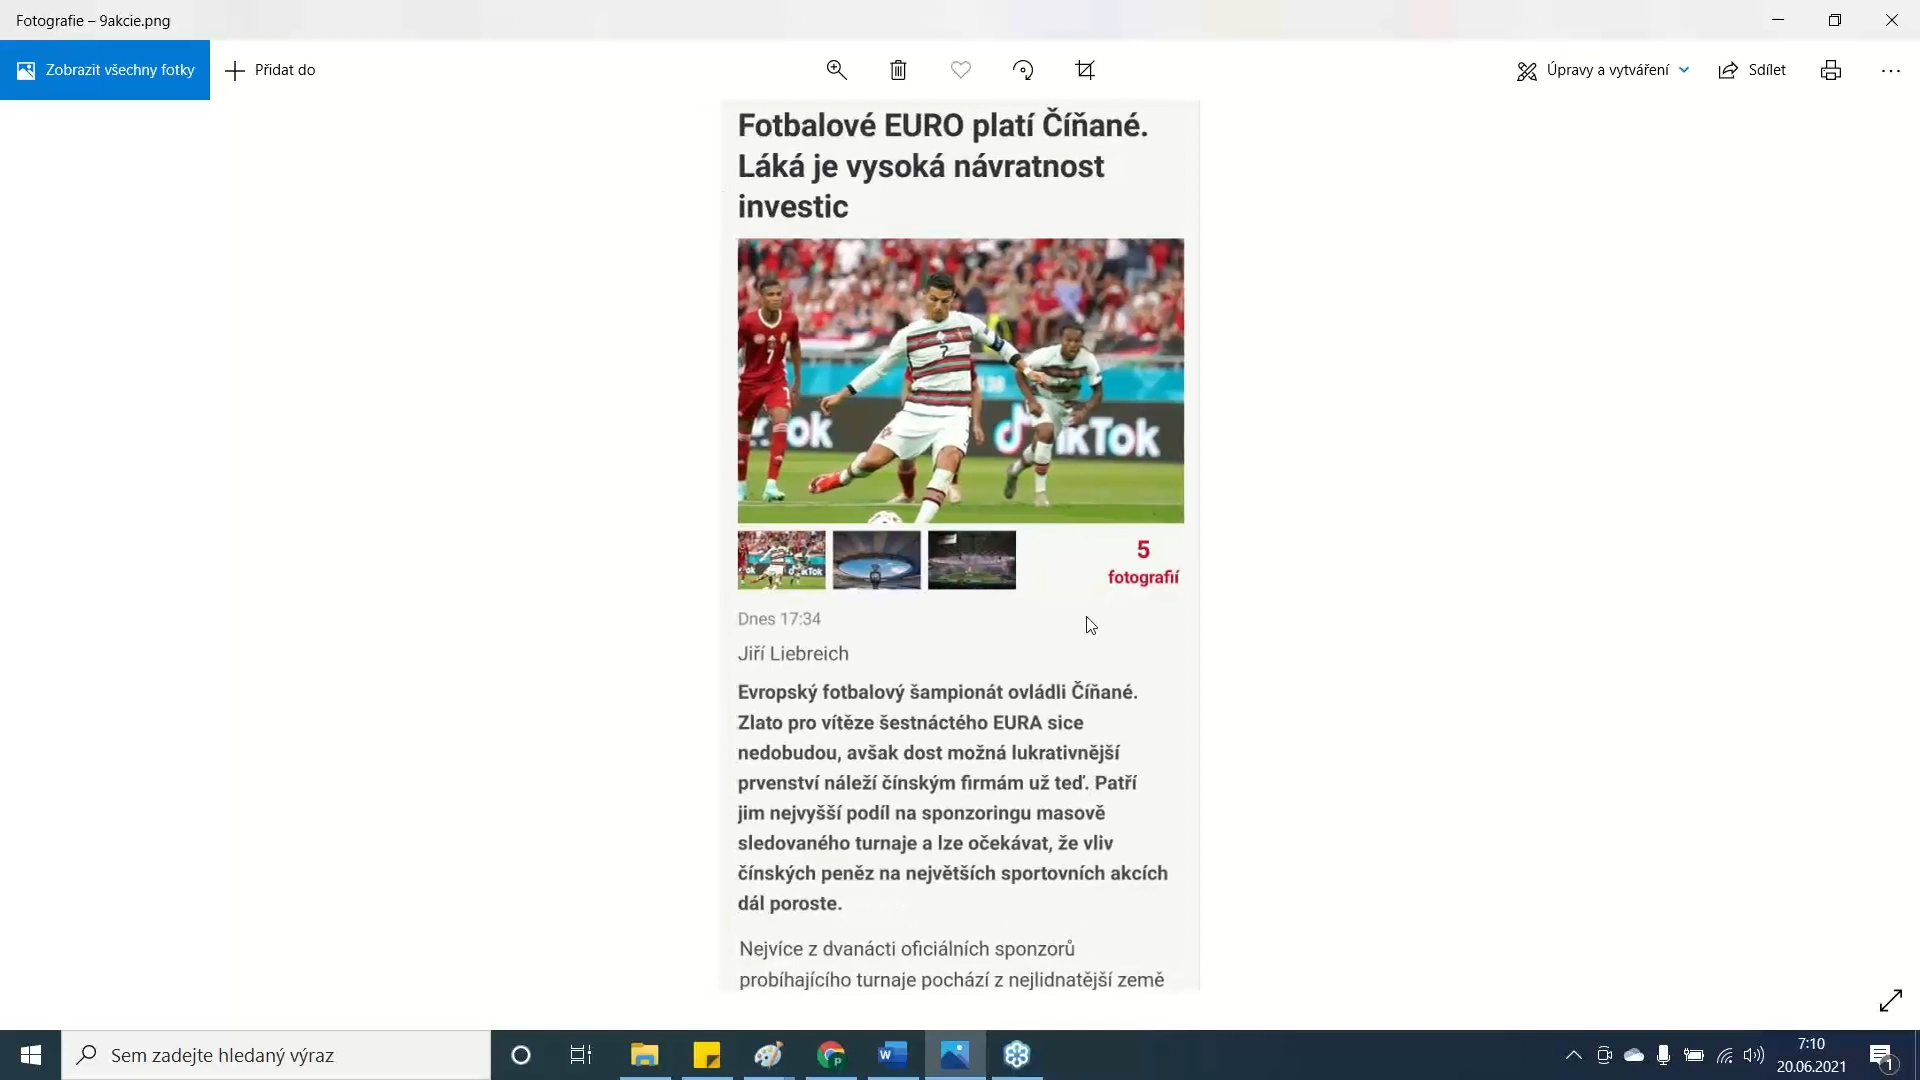 Fotografie – 9akcie.png
Zobrazit všechny fotky
Přidat do
Úpravy a vytváření
Sdílet
Fotbalové EURO platí Číňané.
Láká je vysoká návratnost
investic
7
7
TikTok
5
fotografií
Dnes 17:34
Jiří Liebreich
Evropský fotbalový šampionát ovládli Číňané.
Zlato pro vítěze šestnáctého EURA sice
nedobudou, avšak dost možná lukrativnější
prvenství náleží čínským firmám už teď. Patří
jim nejvyšší podíl na sponzoringu masově
sledovaného turnaje a lze očekávat, že vliv
čínských peněz na největších sportovních akcích
dál poroste.
Nejvíce z dvanácti oficiálních sponzorů
probíhajícího turnaje pochází z nejlidnatější země
Sem zadejte hledaný výraz
7:10
20.06.2021
1